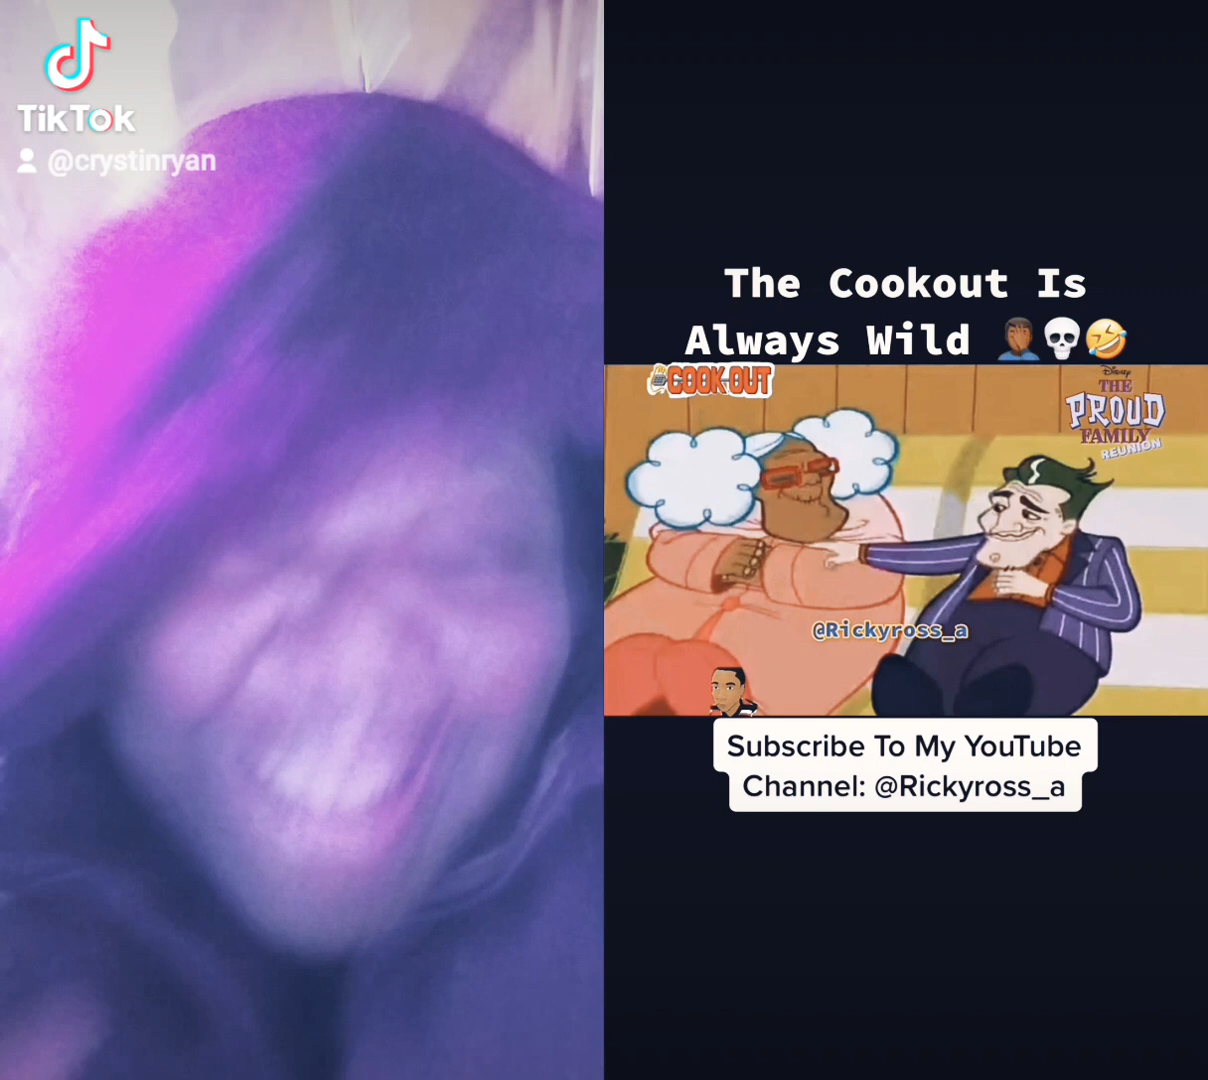 TikTok
@crystinryan
The Cookout Is
Always Wild 🤦🏾‍♂️💀🤣
COOK OUT
Disney
THE
PROUD
FAMILY
REUNION
@Rickyross_a
Subscribe To My YouTube
Channel: @Rickyross_a